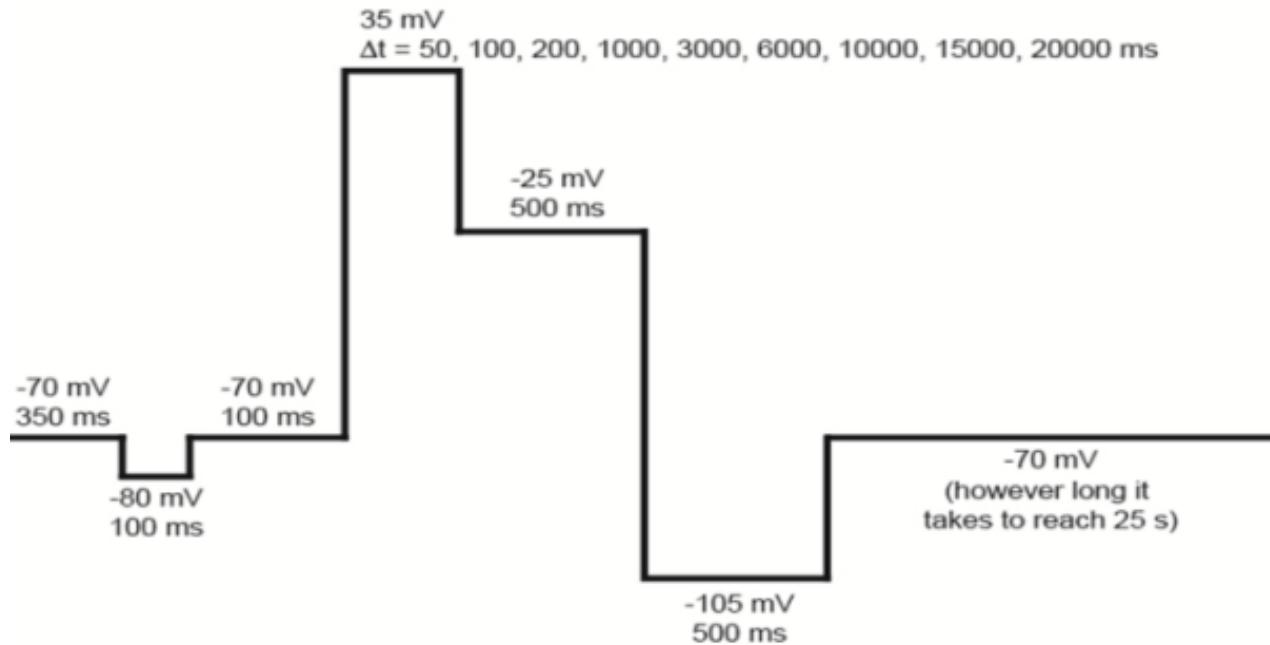 35 mV
Δt = 50, 100, 200, 1000, 3000, 6000, 10000, 15000, 20000 ms
-25 mV
500 ms
-70 mV
350 ms
-70 mV
100 ms
-80 mV
100 ms
-70 mV
(however long it
takes to reach 25 s)
-105 mV
500 ms